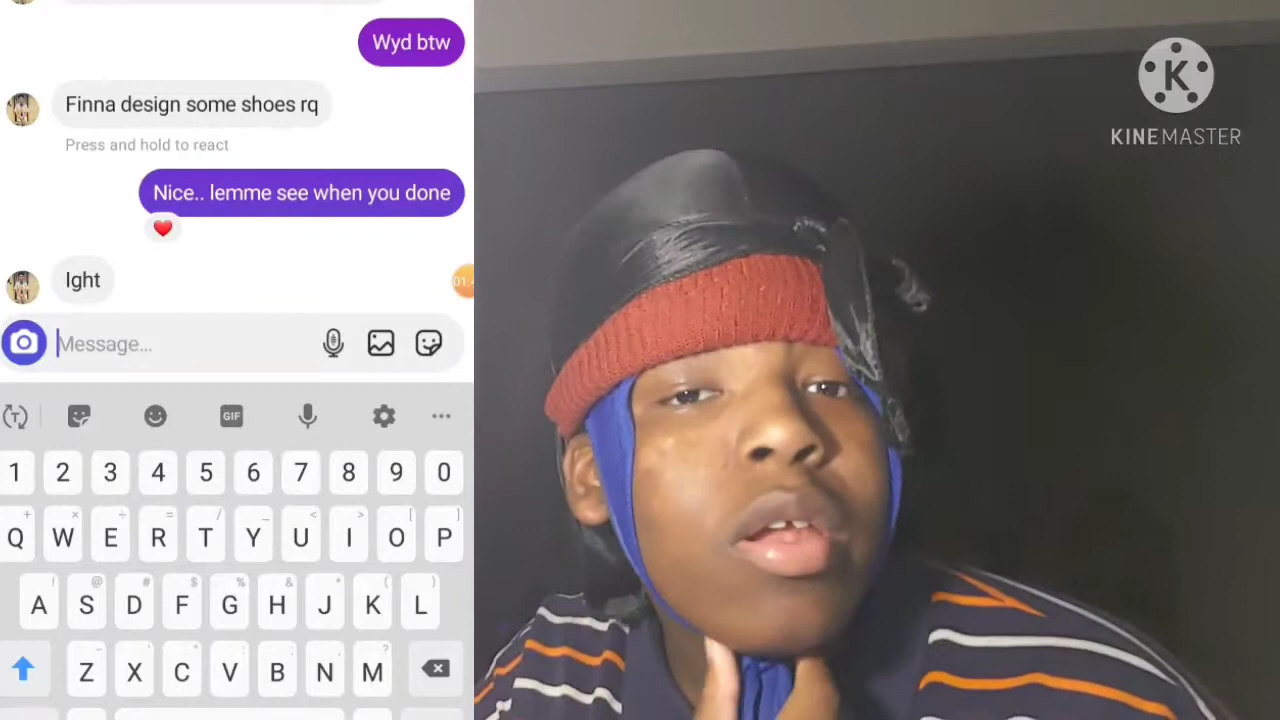 Wyd btw
Finna design some shoes rq
Press and hold to react
Nice.. lemme see when you done
Ight
Message...
GIF
1 2 3 4 5 6 7 8 9 0
Q W E R T Y U I O P
A S D F G H J K L
Z X C V B N M
K
KINEMASTER